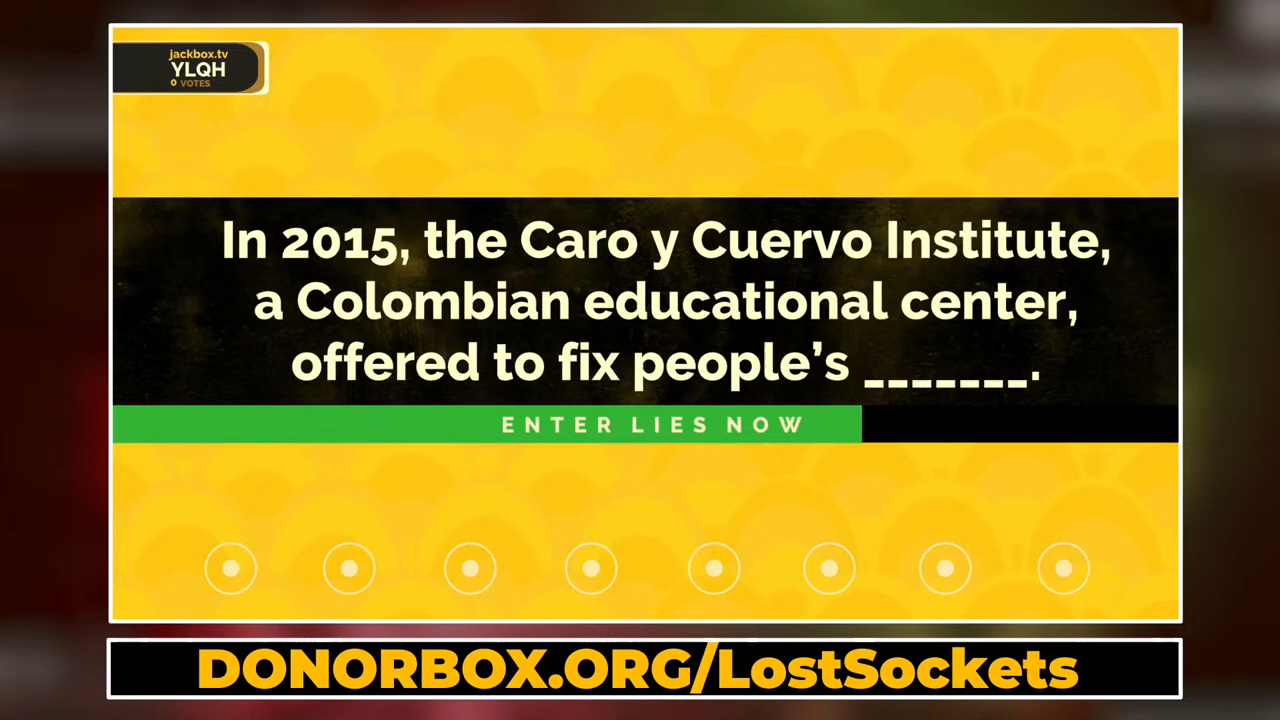 jackbox.tv
YLQH
0 VOTES
In 2015, the Caro y Cuervo Institute,
a Colombian educational center,
offered to fix people’s _______.
ENTER LIES NOW
DONORBOX.ORG/LostSockets